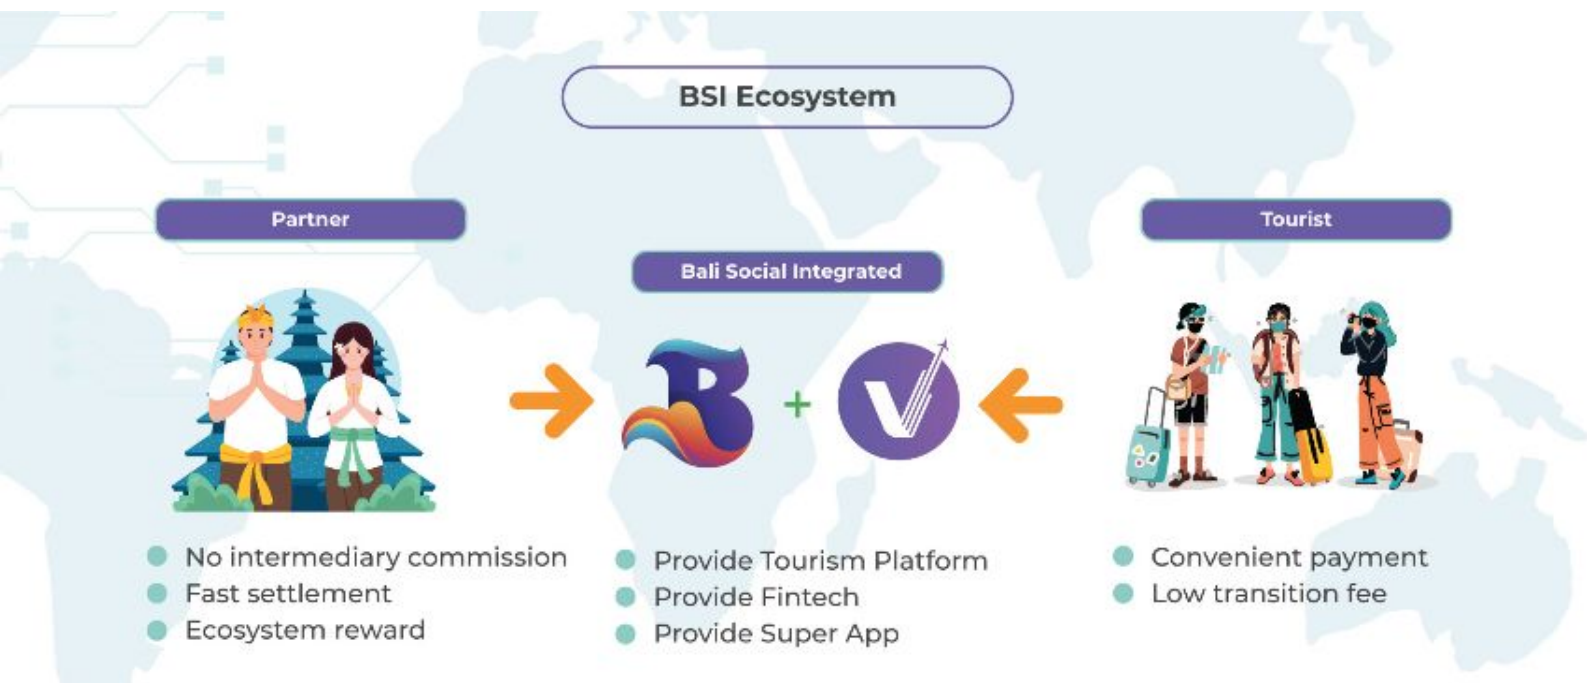 BSI Ecosystem
Partner
No intermediary commission
Fast settlement
Ecosystem reward
Bali Social Integrated
B + V
Provide Tourism Platform
Provide Fintech
Provide Super App
Tourist
Convenient payment
Low transition fee